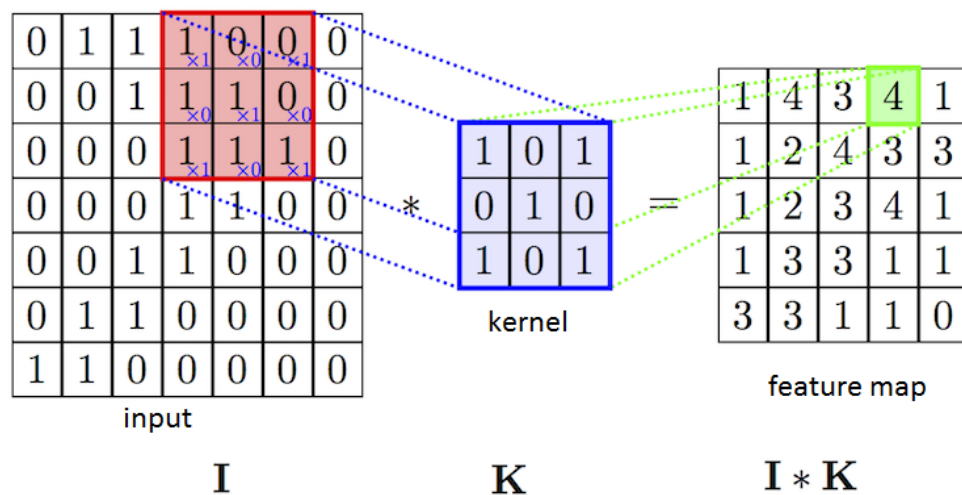 0 1 1 1×1 0×0 0×1 0
0 0 1 1×0 1×1 0×0 0
0 0 0 1×1 1×0 1×1 0
0 0 0 1 1 0 0
0 0 1 1 0 0 0
0 1 1 0 0 0 0
1 1 0 0 0 0 0
input
I
*
1 0 1
0 1 0
1 0 1
kernel
K
=
1 4 3 4 1
1 2 4 3 3
1 2 3 4 1
1 3 3 1 1
3 3 1 1 0
feature map
I * K